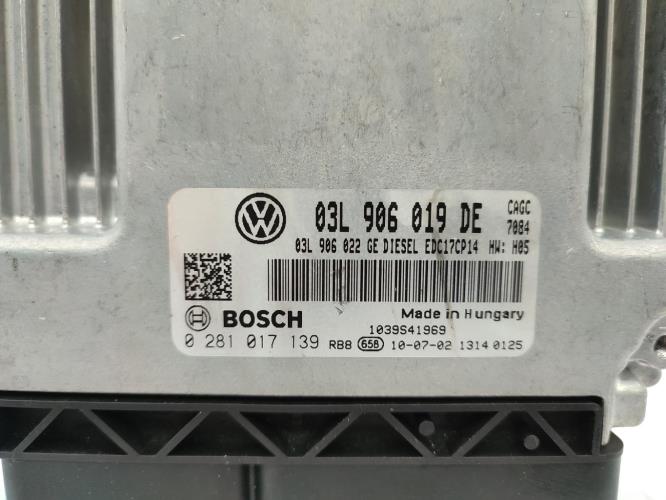 03L 906 019 DE CAGC
7084
03L 906 022 GE DIESEL EDC17CP14 HW: H05
Made in Hungary
BOSCH 1039S41969
0 281 017 139 RB8 658 10-07-02 1314 0125